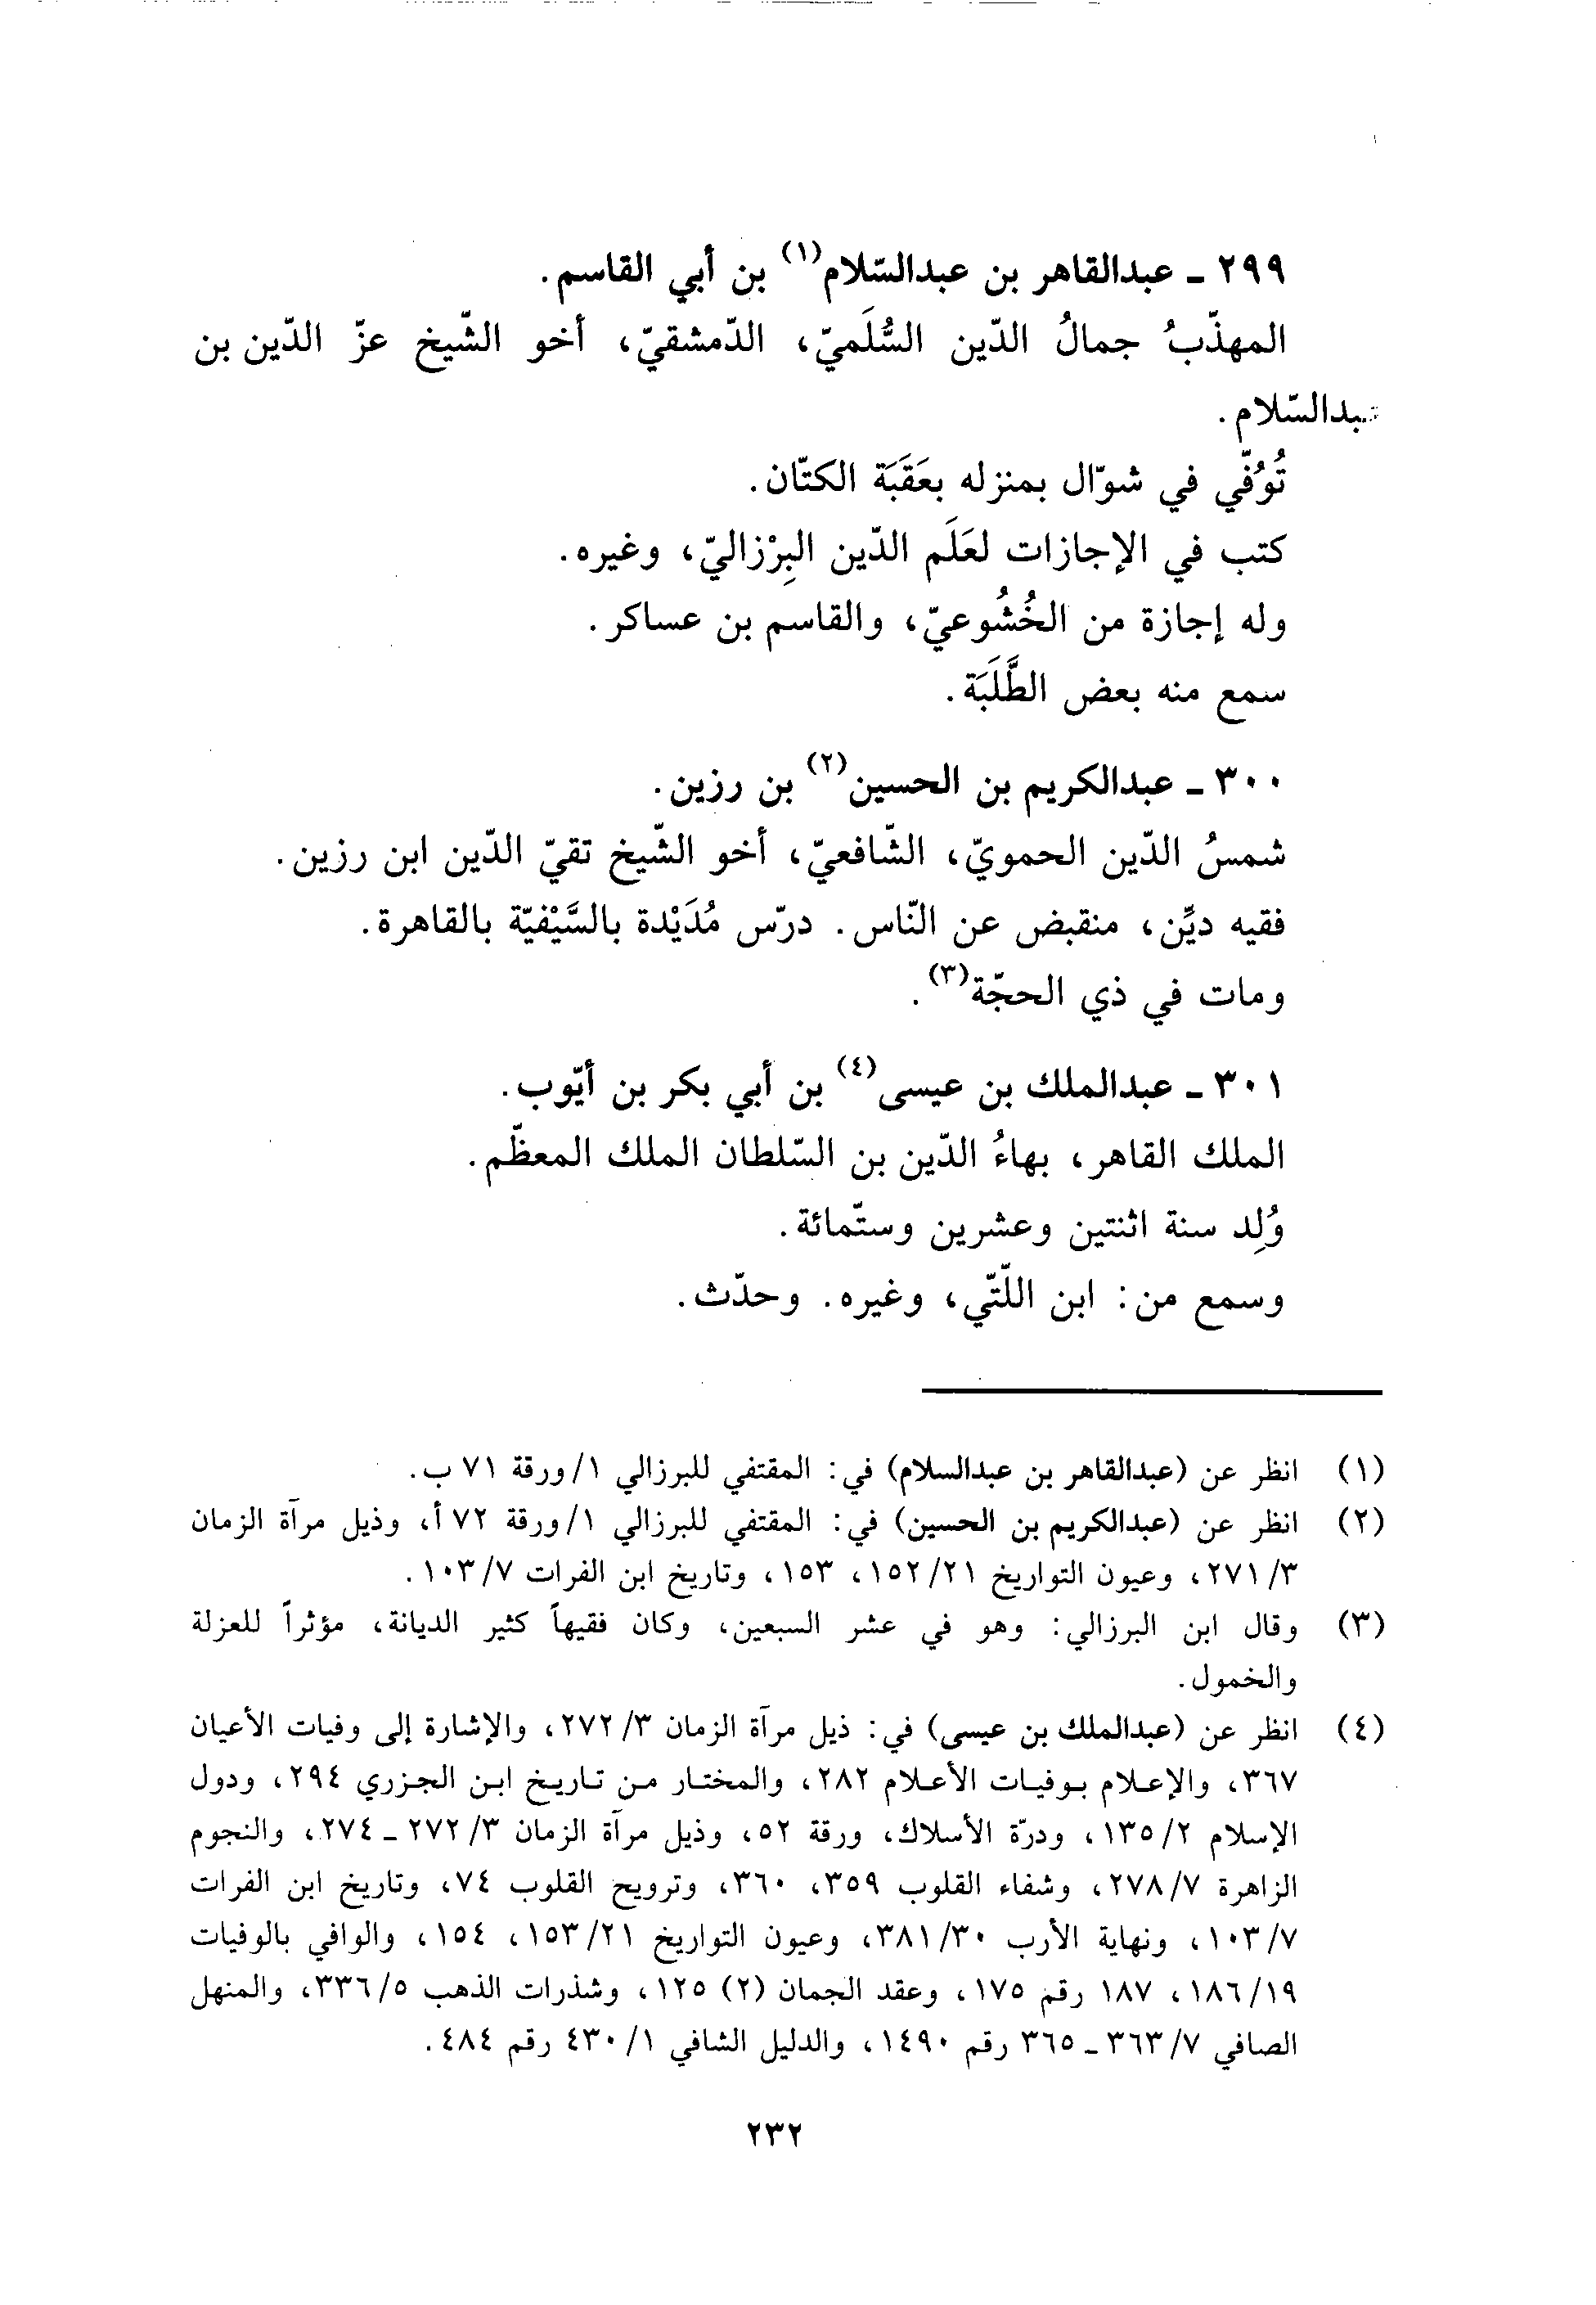 ٢٩٩ ـ عبدالقاهر بن عبدالسّلام(١) بن أبي القاسم.
المهذّبُ جمالُ الدّين السُّلَميّ، الدّمشقيّ، أخو الشّيخ عزّ الدّين بن
عبدالسّلام.
تُوُفّي في شوّال بمنزله بعَقَبَة الكتّان.
كتب في الإجازات لعَلَم الدّين البِرْزاليّ، وغيره.
وله إجازة من الخُشُوعيّ، والقاسم بن عساكر.
سمع منه بعض الطَّلَبَة.
٣٠٠ ـ عبدالكريم بن الحسين(٢) بن رزين.
شمسُ الدّين الحمويّ، الشّافعيّ، أخو الشّيخ تقيّ الدّين ابن رزين.
فقيه ديِّن، منقبض عن النّاس. درّس مُدَيْدة بالسَّيْفيّة بالقاهرة.
ومات في ذي الحجّة(٣).
٣٠١ ـ عبدالملك بن عيسى(٤) بن أبي بكر بن أيّوب.
الملك القاهر، بهاءُ الدّين بن السّلطان الملك المعظّم.
وُلِد سنة اثنتين وعشرين وستّمائة.
وسمع من: ابن اللّتّي، وغيره. وحدّث.
(١) انظر عن (عبدالقاهر بن عبدالسلام) في: المقتفي للبرزالي ١/ورقة ٧١ ب.
(٢) انظر عن (عبدالكريم بن الحسين) في: المقتفي للبرزالي ١/ورقة ٧٢ أ، وذيل مرآة الزمان
٣/٢٧١، وعيون التواريخ ٢١/١٥٢، ١٥٣، وتاريخ ابن الفرات ٧/١٠٣.
(٣) وقال ابن البرزالي: وهو في عشر السبعين، وكان فقيهاً كثير الديانة، مؤثراً للعزلة
والخمول.
(٤) انظر عن (عبدالملك بن عيسى) في: ذيل مرآة الزمان ٣/٢٧٢، والإشارة إلى وفيات الأعيان
٣٦٧، والإعلام بوفيات الأعلام ٢٨٢، والمختار من تاريخ ابن الجزري ٢٩٤، ودول
الإسلام ٢/١٣٥، ودرّة الأسلاك، ورقة ٥٢، وذيل مرآة الزمان ٣/٢٧٢ ـ ٢٧٤، والنجوم
الزاهرة ٧/٢٧٨، وشفاء القلوب ٣٥٩، ٣٦٠، وترويح القلوب ٧٤، وتاريخ ابن الفرات
٧/١٠٣، ونهاية الأرب ٣٠/٣٨١، وعيون التواريخ ٢١/١٥٣، ١٥٤، والوافي بالوفيات
١٩/١٨٦، ١٨٧ رقم ١٧٥، وعقد الجمان (٢) ١٢٥، وشذرات الذهب ٥/٣٣٦، والمنهل
الصافي ٧/٣٦٣ ـ ٣٦٥ رقم ١٤٩٠، والدليل الشافي ١/٤٣٠ رقم ٤٨٤.
٢٣٢